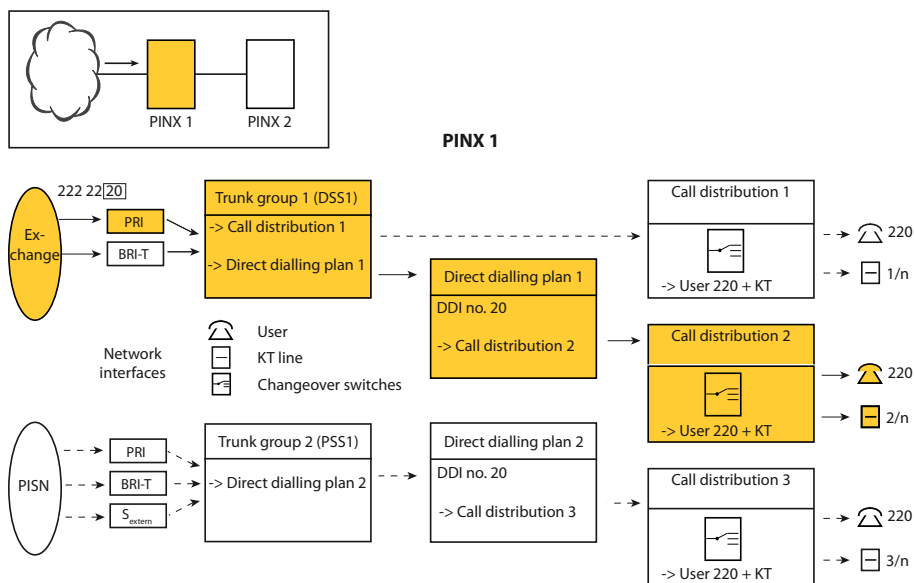 PINX 1
PINX 2
PINX 1
222 22 20
Ex-
change
PRI
BRI-T
Trunk group 1 (DSS1)
-> Call distribution 1
-> Direct dialling plan 1
Direct dialling plan 1
DDI no. 20
-> Call distribution 2
Call distribution 1
-> User 220 + KT
220
1/n
Call distribution 2
-> User 220 + KT
220
2/n
Network
interfaces
User
KT line
Changeover switches
PISN
PRI
BRI-T
Sextern
Trunk group 2 (PSS1)
-> Direct dialling plan 2
Direct dialling plan 2
DDI no. 20
-> Call distribution 3
Call distribution 3
-> User 220 + KT
220
3/n